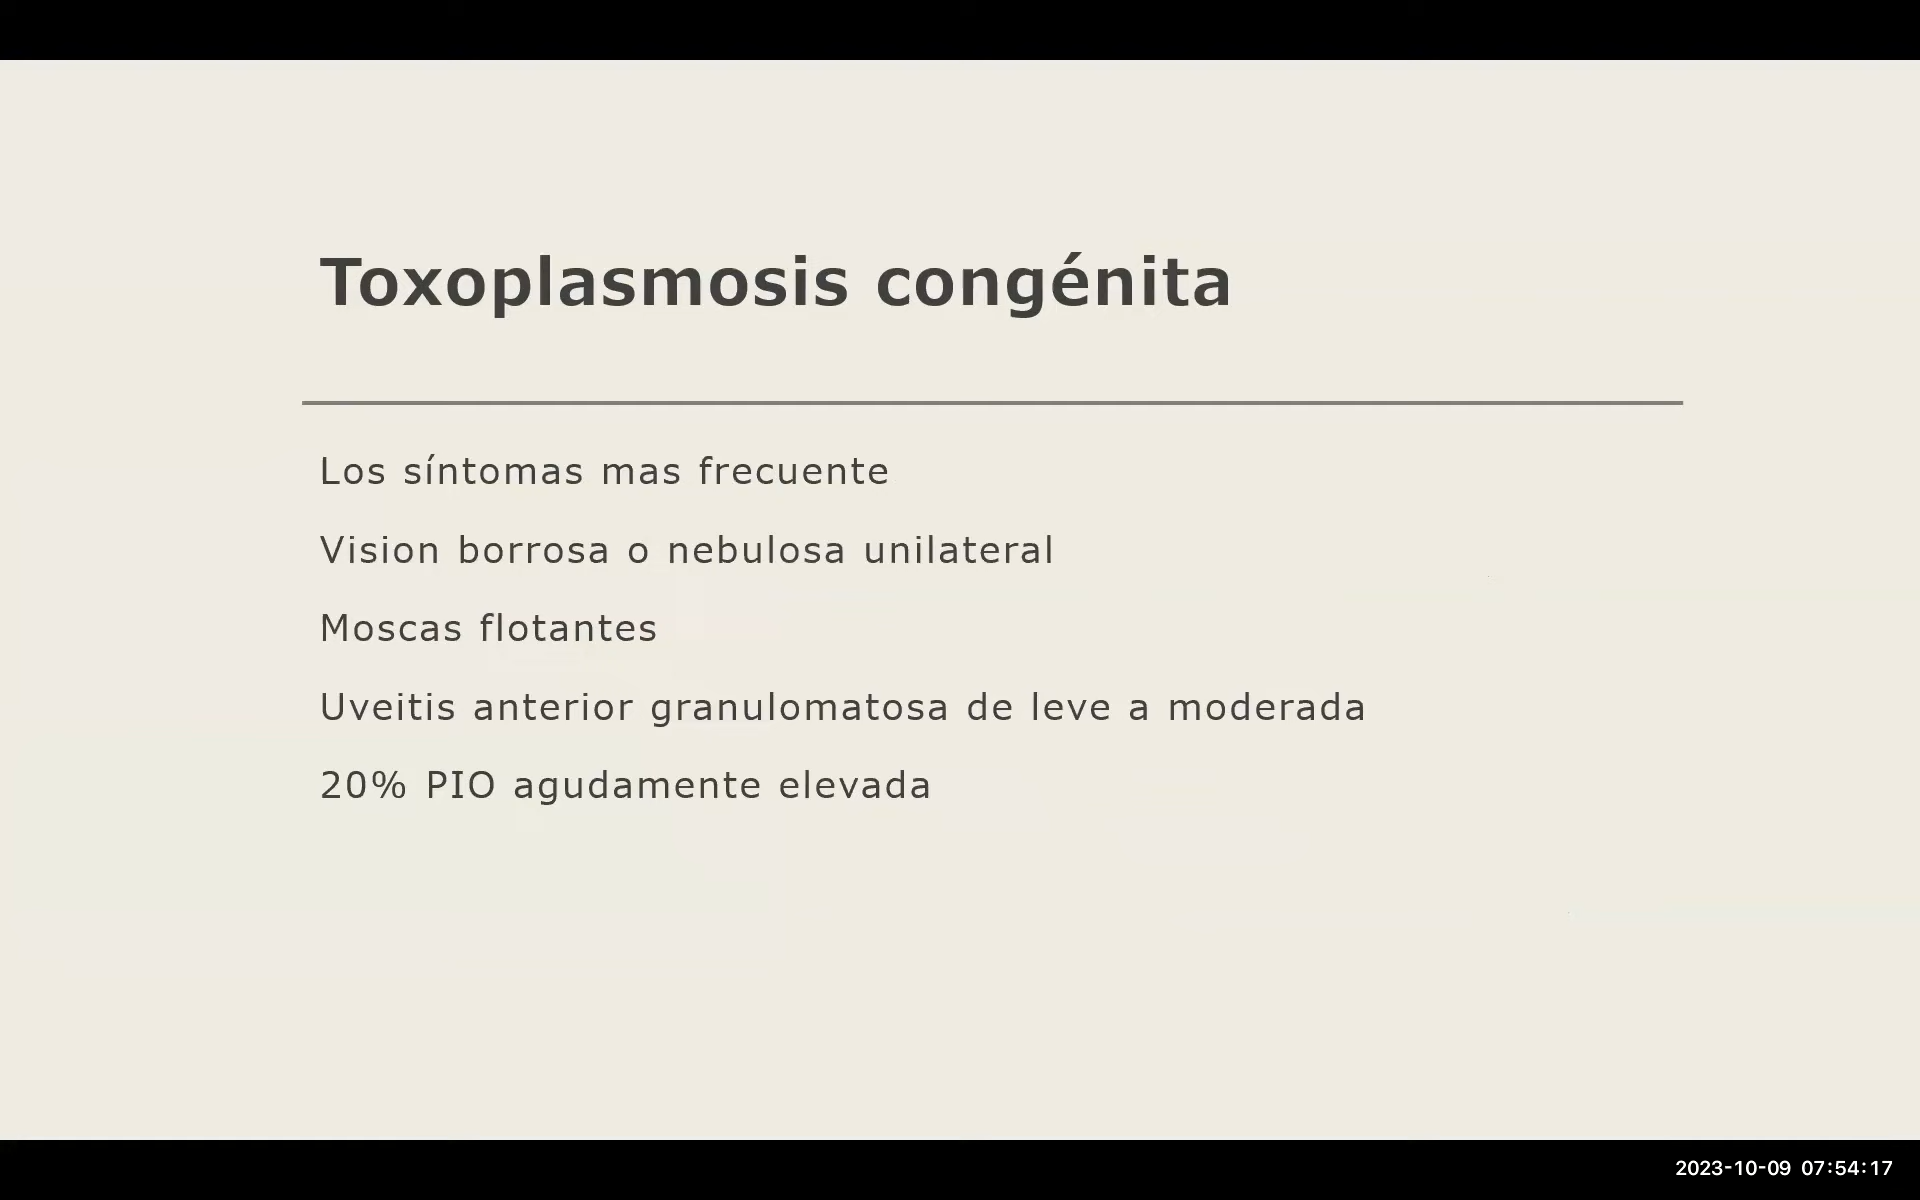 Toxoplasmosis congénita
Los síntomas mas frecuente
Vision borrosa o nebulosa unilateral
Moscas flotantes
Uveitis anterior granulomatosa de leve a moderada
20% PIO agudamente elevada
2023-10-09 07:54:17